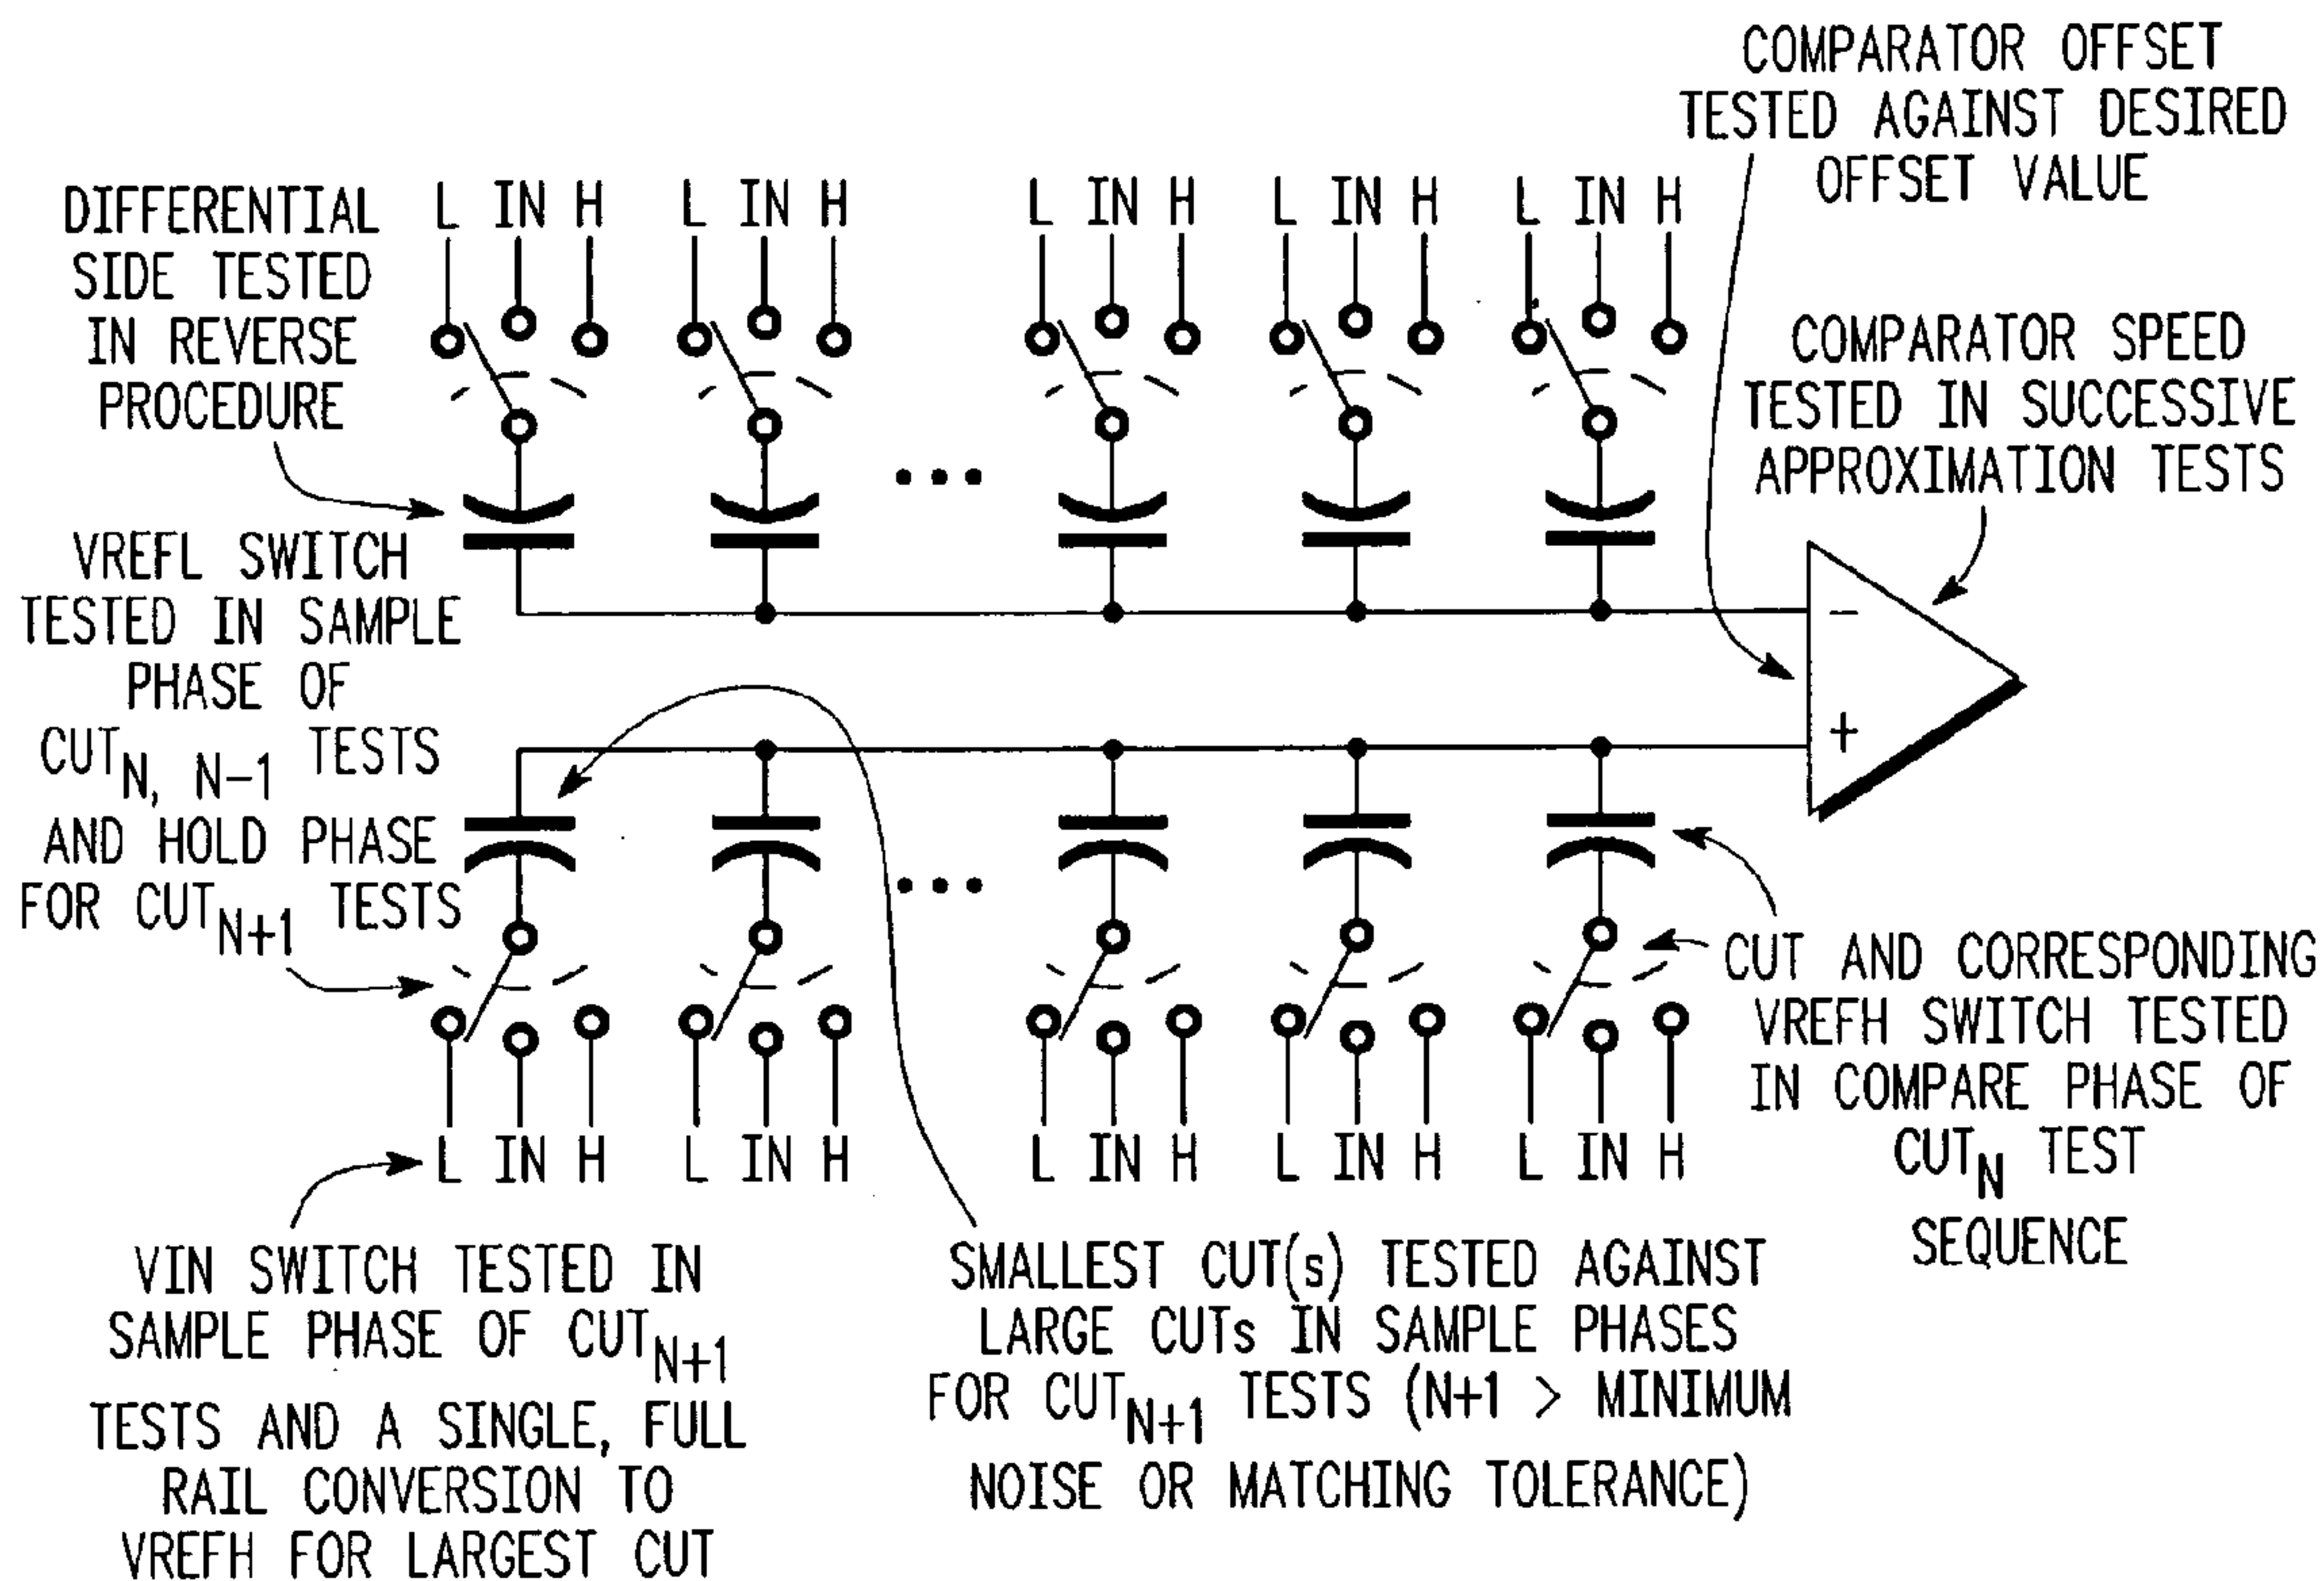 COMPARATOR OFFSET
TESTED AGAINST DESIRED
OFFSET VALUE
DIFFERENTIAL
SIDE TESTED
IN REVERSE
PROCEDURE
L IN H L IN H L IN H L IN H L IN H
COMPARATOR SPEED
TESTED IN SUCCESSIVE
APPROXIMATION TESTS
VREFL SWITCH
TESTED IN SAMPLE
PHASE OF
CUTN, N-1 TESTS
AND HOLD PHASE
FOR CUTN+1 TESTS
−
+
CUT AND CORRESPONDING
VREFH SWITCH TESTED
IN COMPARE PHASE OF
CUTN TEST
SEQUENCE
L IN H L IN H L IN H L IN H L IN H
VIN SWITCH TESTED IN
SAMPLE PHASE OF CUTN+1
TESTS AND A SINGLE, FULL
RAIL CONVERSION TO
VREFH FOR LARGEST CUT
SMALLEST CUT(s) TESTED AGAINST
LARGE CUTs IN SAMPLE PHASES
FOR CUTN+1 TESTS (N+1 > MINIMUM
NOISE OR MATCHING TOLERANCE)